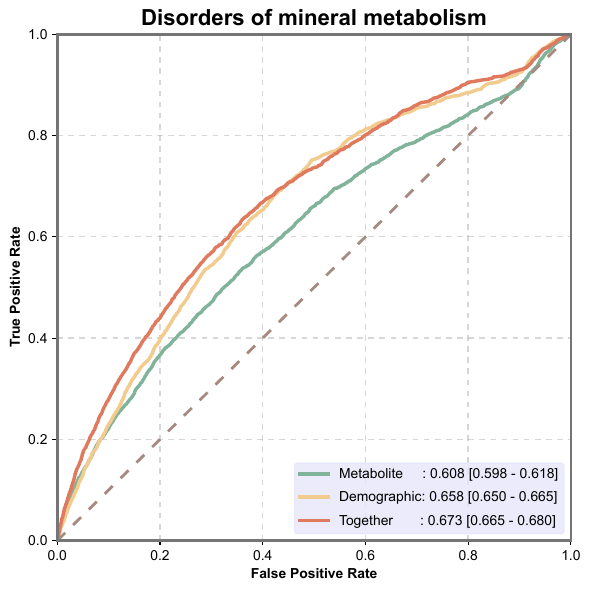 Disorders of mineral metabolism
True Positive Rate
1.0
0.8
0.6
0.4
0.2
0.0
Metabolite : 0.608 [0.598 - 0.618]
Demographic: 0.658 [0.650 - 0.665]
Together : 0.673 [0.665 - 0.680]
0.0 0.2 0.4 0.6 0.8 1.0
False Positive Rate